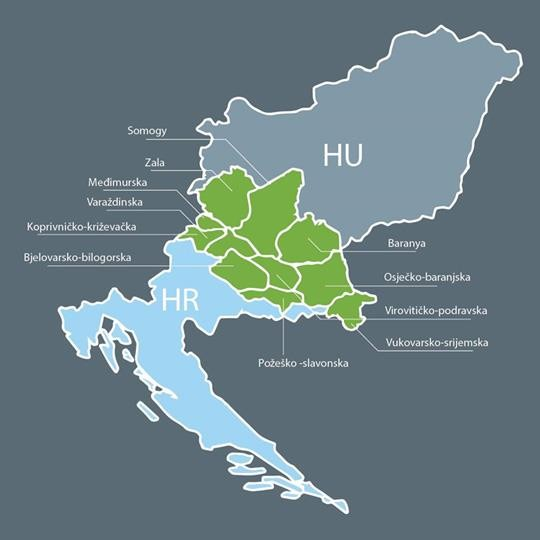 Somogy
HU
Zala
Međimurska
Varaždinska
Koprivničko-križevačka
Baranya
Bjelovarsko-bilogorska
Osječko-baranjska
HR
Virovitičko-podravska
Vukovarsko-srijemska
Požeško -slavonska